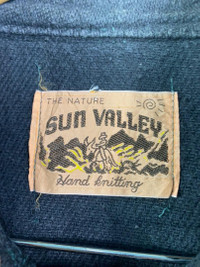 THE NATURE
SUN VALLEY
Hand knitting